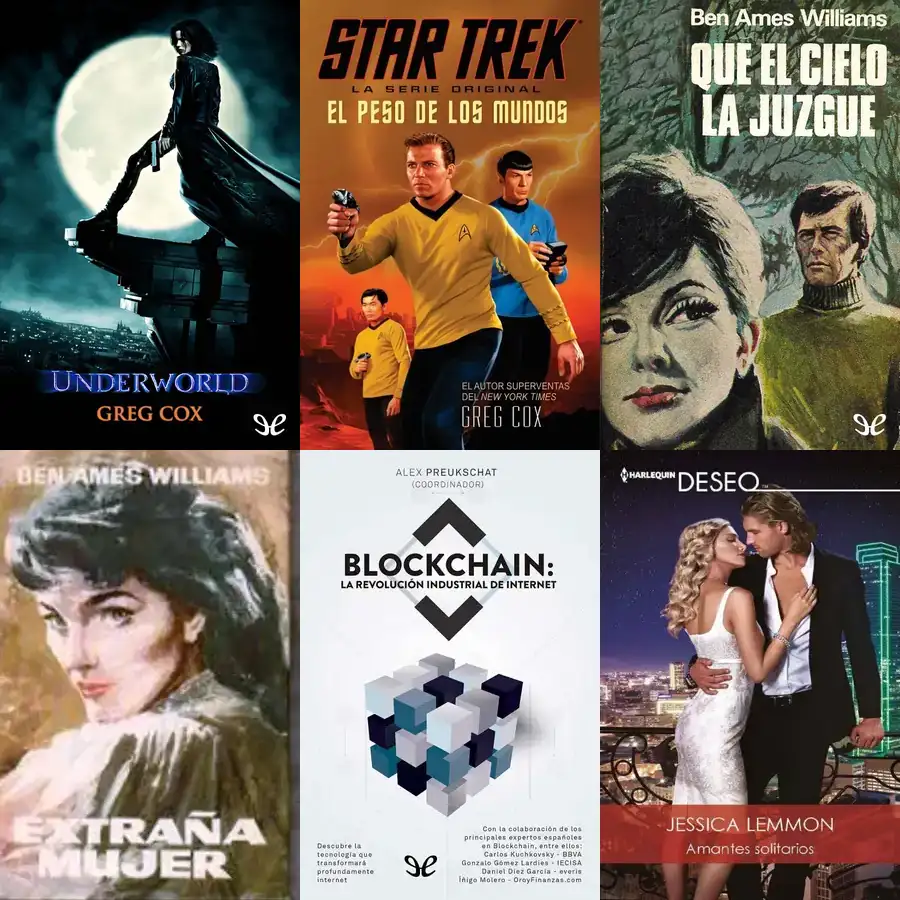 UNDERWORLD
GREG COX
STAR TREK
LA SERIE ORIGINAL
EL PESO DE LOS MUNDOS
EL AUTOR SUPERVENTAS
DEL NEW YORK TIMES
GREG COX
Ben Ames Williams
QUE EL CIELO
LA JUZGUE
BEN AMES WILLIAMS
EXTRAÑA
MUJER
ALEX PREUKSCHAT
(COORDINADOR)
BLOCKCHAIN:
LA REVOLUCIÓN INDUSTRIAL DE INTERNET
Descubre la
tecnología que
transformará
profundamente
internet
Con la colaboración de los
principales expertos españoles
en Blockchain, entre ellos:
Carlos Kuchkovsky - BBVA
Gonzalo Gómez Lardies - IECISA
Daniel Díez García - everis
Íñigo Molero - OroyFinanzas.com
HARLEQUIN
DESEO
JESSICA LEMMON
Amantes solitarios